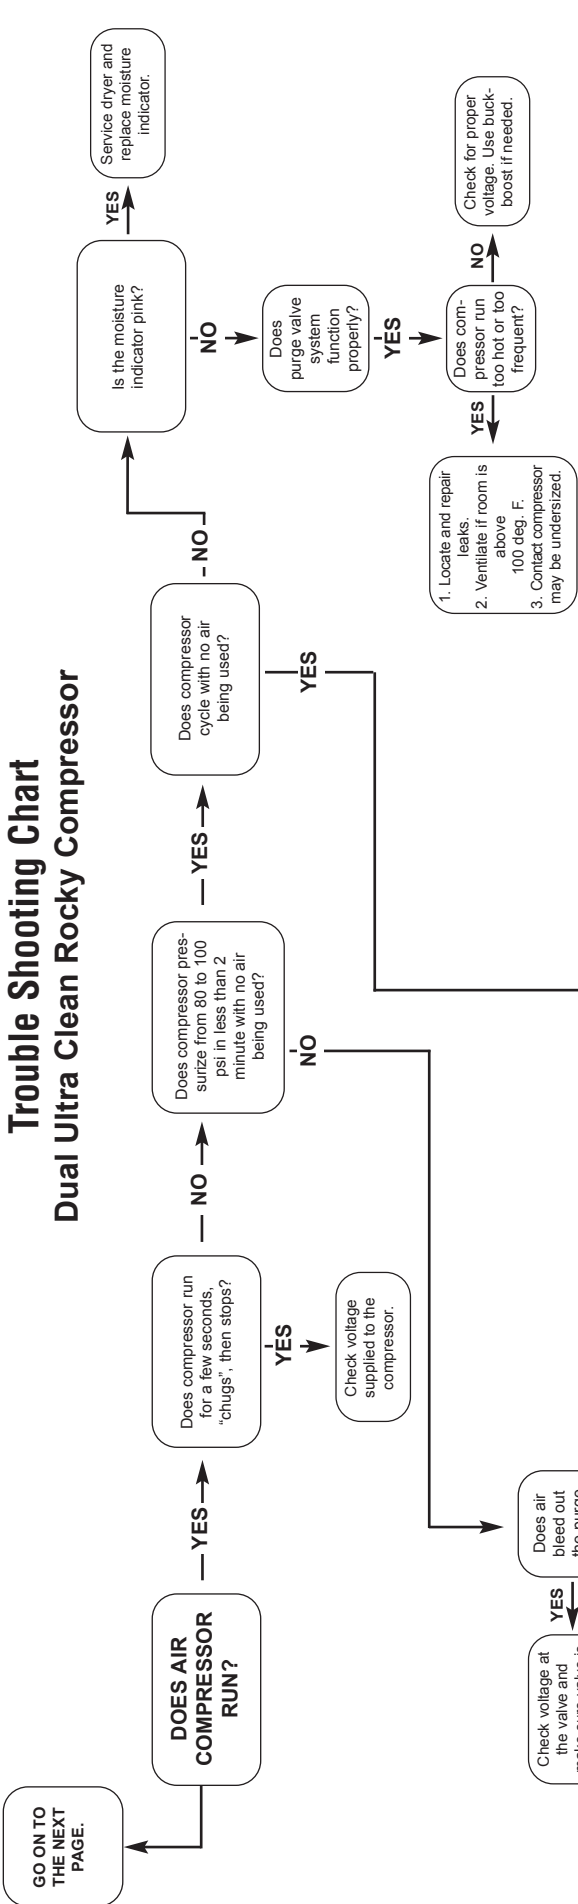 Trouble Shooting Chart
Dual Ultra Clean Rocky Compressor
GO ON TO
THE NEXT
PAGE.
DOES AIR
COMPRESSOR
RUN?
YES
Does compressor run
for a few seconds,
“chugs”, then stops?
YES
Check voltage
supplied to the
compressor.
NO
Does compressor pres-
surize from 80 to 100
psi in less than 2
minute with no air
being used?
NO
YES
Does compressor
cycle with no air
being used?
YES
NO
Is the moisture
indicator pink?
YES
Service dryer and
replace moisture
indicator.
NO
Does
purge valve
system
function
properly?
YES
Does com-
pressor run
too hot or too
frequent?
NO
Check for proper
voltage. Use buck-
boost if needed.
YES
1. Locate and repair
leaks.
2. Ventilate if room is
above
100 deg. F.
3. Contact compressor
may be undersized.
Does air
bleed out
the purge
YES
Check voltage at
the valve and
make sure valve is